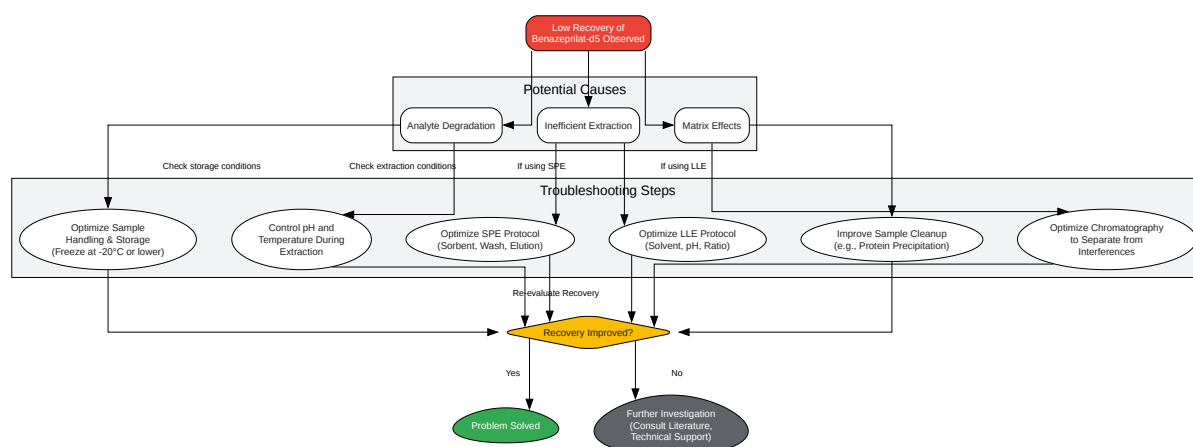 Low Recovery of
Benazeprilat-d5 Observed
Potential Causes
Analyte Degradation
Inefficient Extraction
Matrix Effects
Check storage conditions
Check extraction conditions
If using SPE
If using LLE
Troubleshooting Steps
Optimize Sample
Handling & Storage
(Freeze at -20°C or lower)
Control pH and
Temperature During
Extraction
Optimize SPE Protocol
(Sorbent, Wash, Elution)
Optimize LLE Protocol
(Solvent, pH, Ratio)
Improve Sample Cleanup
(e.g., Protein Precipitation)
Optimize Chromatography
to Separate from
Interferences
Re-evaluate Recovery
Recovery Improved?
Yes
No
Problem Solved
Further Investigation
(Consult Literature,
Technical Support)